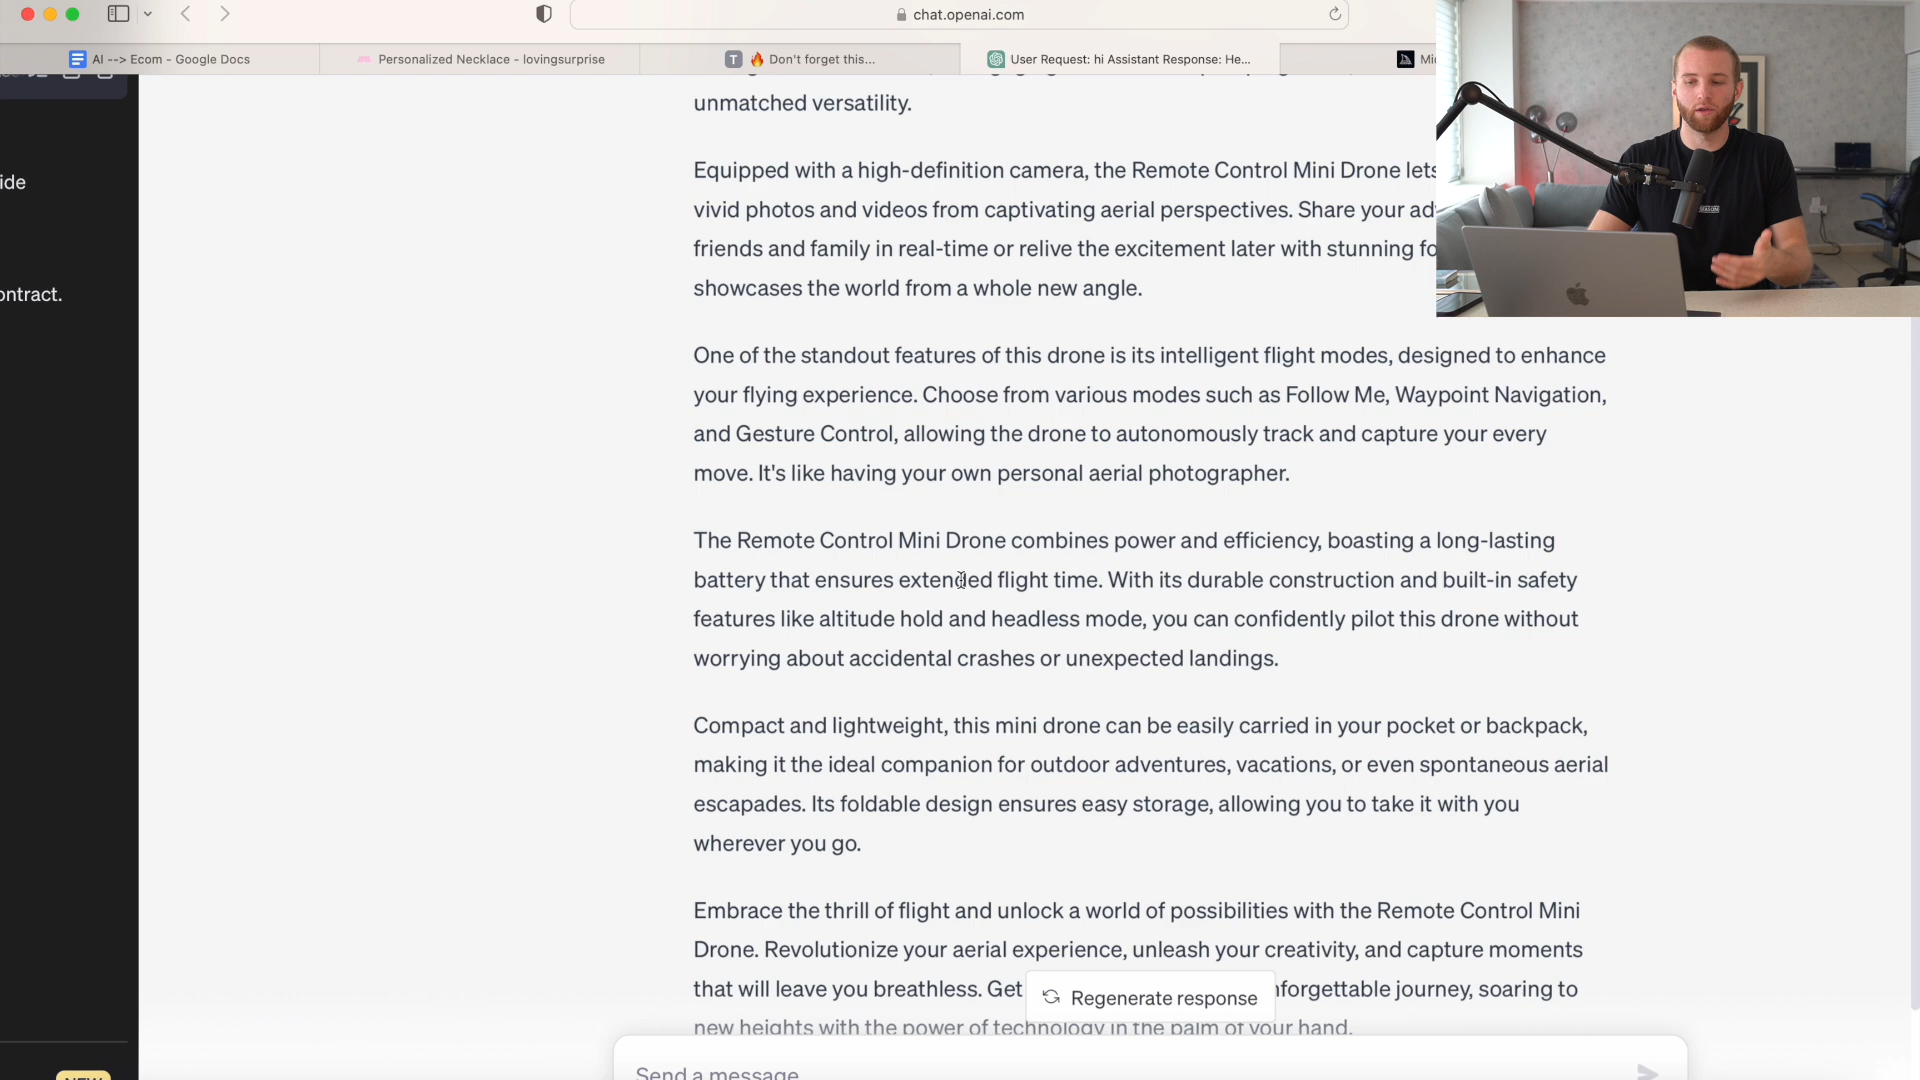 chat.openai.com
AI --> Ecom - Google Docs
Personalized Necklace - lovingsurprise
T
🔥 Don't forget this...
User Request: hi Assistant Response: He...
unmatched versatility.
Equipped with a high-definition camera, the Remote Control Mini Drone lets
vivid photos and videos from captivating aerial perspectives. Share your ad
friends and family in real-time or relive the excitement later with stunning fo
showcases the world from a whole new angle.
One of the standout features of this drone is its intelligent flight modes, designed to enhance
your flying experience. Choose from various modes such as Follow Me, Waypoint Navigation,
and Gesture Control, allowing the drone to autonomously track and capture your every
move. It's like having your own personal aerial photographer.
The Remote Control Mini Drone combines power and efficiency, boasting a long-lasting
battery that ensures extended flight time. With its durable construction and built-in safety
features like altitude hold and headless mode, you can confidently pilot this drone without
worrying about accidental crashes or unexpected landings.
Compact and lightweight, this mini drone can be easily carried in your pocket or backpack,
making it the ideal companion for outdoor adventures, vacations, or even spontaneous aerial
escapades. Its foldable design ensures easy storage, allowing you to take it with you
wherever you go.
Embrace the thrill of flight and unlock a world of possibilities with the Remote Control Mini
Drone. Revolutionize your aerial experience, unleash your creativity, and capture moments
that will leave you breathless. Get nforgettable journey, soaring to
new heights with the power of technology in the palm of your hand.
Regenerate response
Send a message
ide
ontract.
NEW